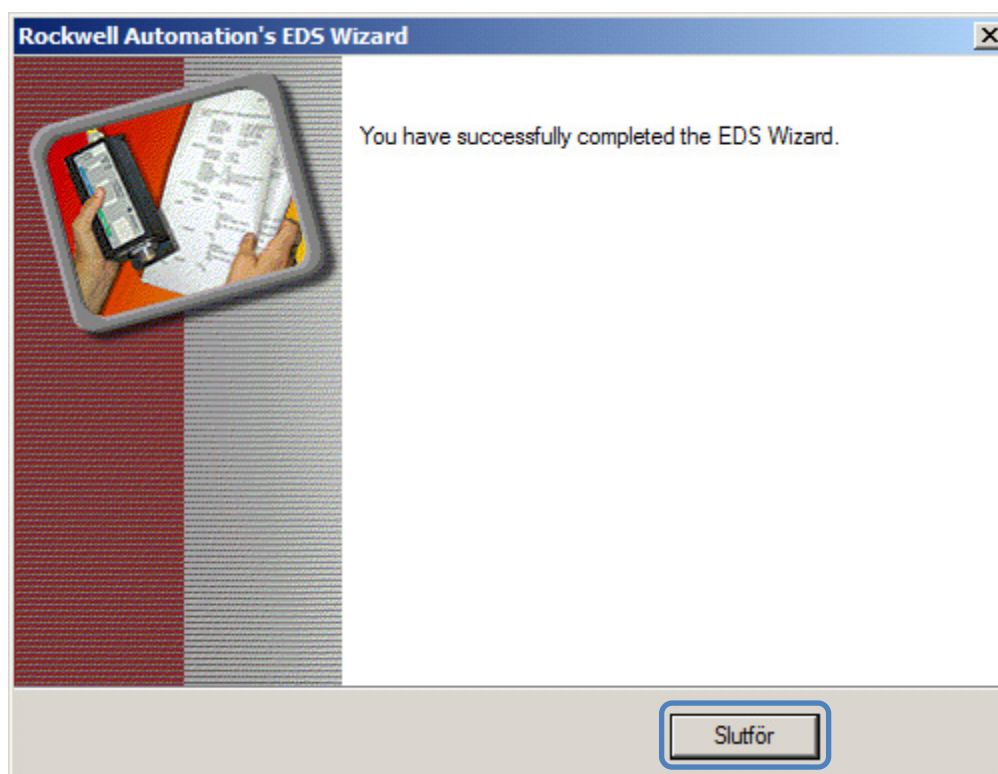 Rockwell Automation's EDS Wizard
You have successfully completed the EDS Wizard.
Slutför